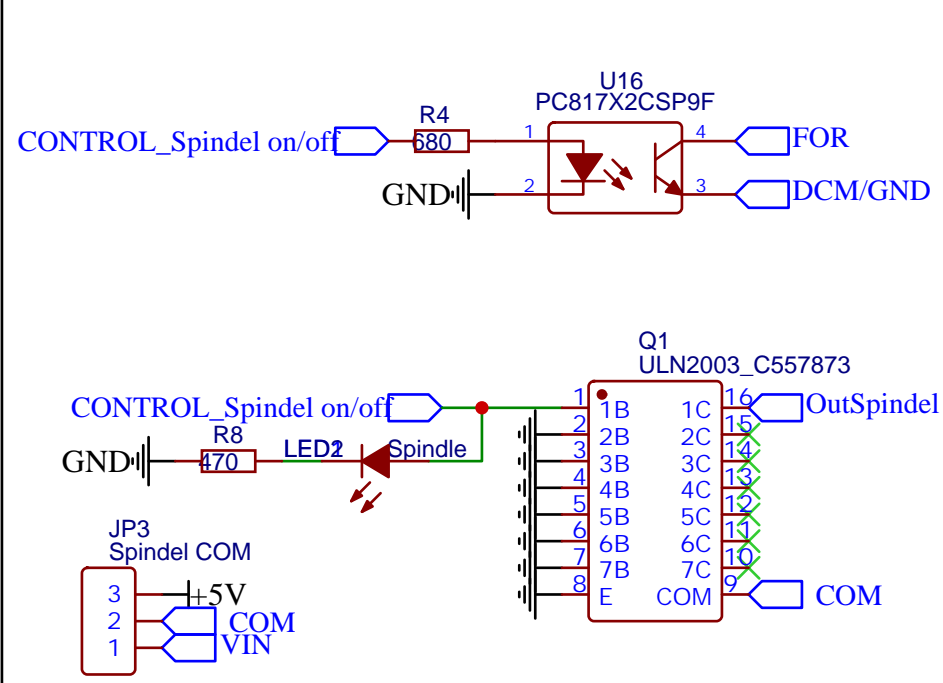 U16
PC817X2CSP9F
R4
CONTROL_Spindel on/off
680
1
4
FOR
GND
2
3
DCM/GND
Q1
ULN2003_C557873
CONTROL_Spindel on/off
1
1B
1C
16
OutSpindel
R8
2
2B
2C
15
GND
470
Spindle
3
3B
3C
14
4
4B
4C
13
5
5B
5C
12
JP3
6
6B
6C
11
Spindel COM
7
7B
7C
10
3
+5V
8
E
COM
9
COM
2
COM
1
VIN